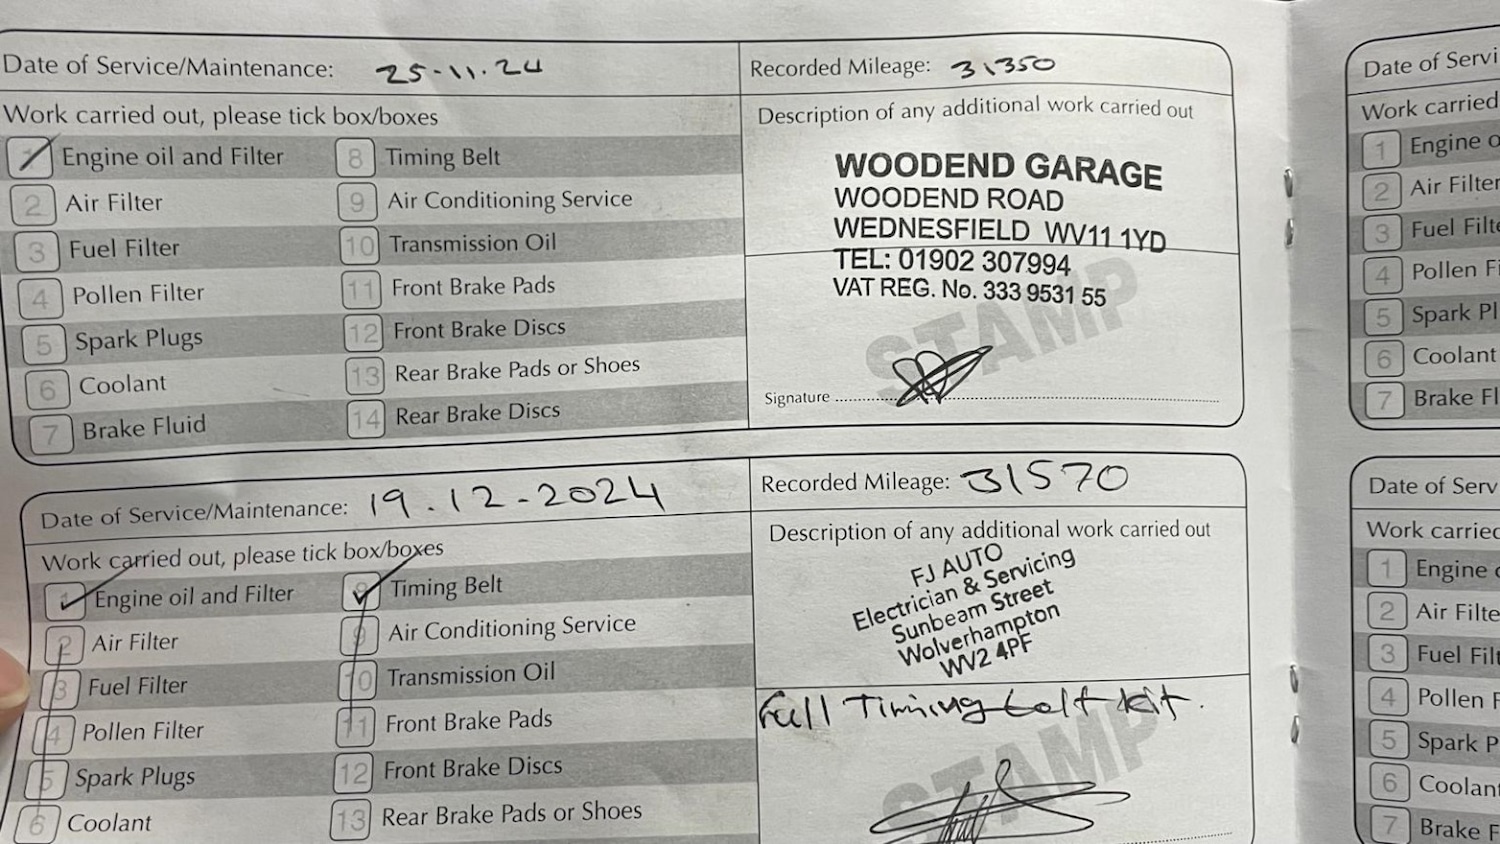 Date of Service/Maintenance: 25-11.24
Recorded Mileage: 31350
Work carried out, please tick box/boxes
1 Engine oil and Filter
2 Air Filter
3 Fuel Filter
4 Pollen Filter
5 Spark Plugs
6 Coolant
7 Brake Fluid
8 Timing Belt
9 Air Conditioning Service
10 Transmission Oil
11 Front Brake Pads
12 Front Brake Discs
13 Rear Brake Pads or Shoes
14 Rear Brake Discs
Description of any additional work carried out
WOODEND GARAGE
WOODEND ROAD
WEDNESFIELD WV11 1YD
TEL: 01902 307994
VAT REG. No. 333 9531 55
STAMP
Signature
Date of Service/Maintenance: 19.12-2024
Recorded Mileage: 31570
Work carried out, please tick box/boxes
1 Engine oil and Filter
2 Air Filter
3 Fuel Filter
4 Pollen Filter
5 Spark Plugs
6 Coolant
8 Timing Belt
9 Air Conditioning Service
10 Transmission Oil
11 Front Brake Pads
12 Front Brake Discs
13 Rear Brake Pads or Shoes
Description of any additional work carried out
FJ AUTO
Electrician & Servicing
Sunbeam Street
Wolverhampton
WV2 4PF
Full Timing belt kit.
STAMP
Date of Servi
Work carried
1 Engine o
2 Air Filter
3 Fuel Filte
4 Pollen Fi
5 Spark Pl
6 Coolant
7 Brake Fl
Date of Serv
Work carried
1 Engine o
2 Air Filte
3 Fuel Filt
4 Pollen F
5 Spark P
6 Coolant
7 Brake F